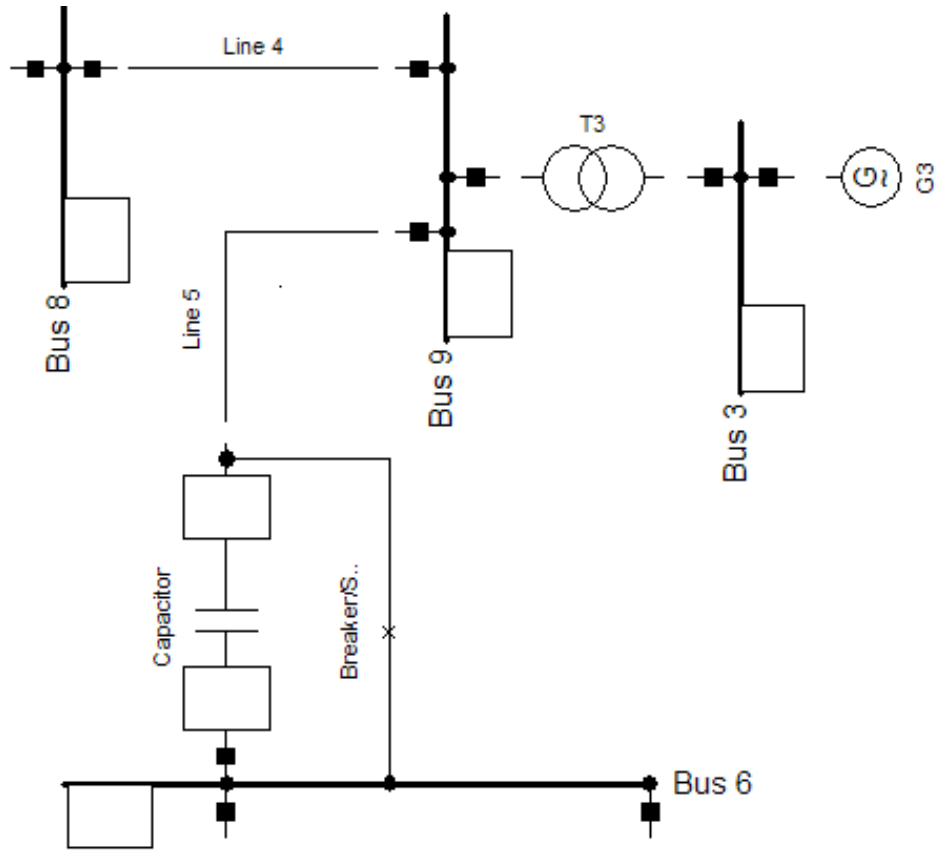 Line 4
T3
G~
G3
Bus 8
Line 5
Bus 9
Bus 3
Capacitor
Breaker/S..
Bus 6